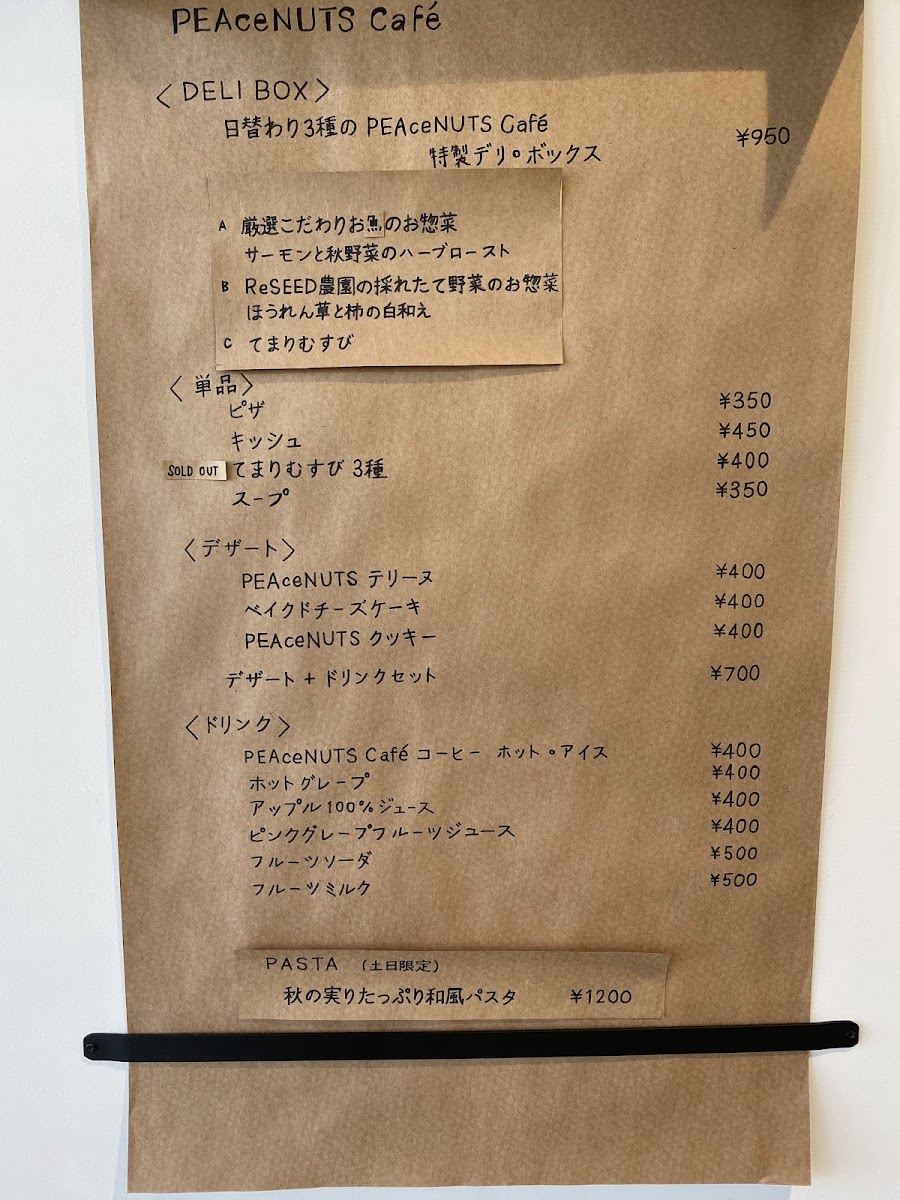 PEAceNUTS Café
〈DELI BOX〉
日替わり3種の PEAceNUTS Café
特製デリ・ボックス ¥950
A 厳選こだわりお魚のお惣菜
サーモンと秋野菜のハーブロースト
B ReSEED農園の採れたて野菜のお惣菜
ほうれん草と柿の白和え
C てまりむすび
〈単品〉
ピザ ¥350
キッシュ ¥450
SOLD OUT てまりむすび 3種 ¥400
スープ ¥350
〈デザート〉
PEAceNUTS テリーヌ ¥400
ベイクドチーズケーキ ¥400
PEAceNUTS クッキー ¥400
デザート + ドリンクセット ¥700
〈ドリンク〉
PEAceNUTS Café コーヒー ホット・アイス ¥400
ホットグレープ ¥400
アップル100%ジュース ¥400
ピンクグレープフルーツジュース ¥400
フルーツソーダ ¥500
フルーツミルク ¥500
PASTA (土日限定)
秋の実りたっぷり和風パスタ ¥1200